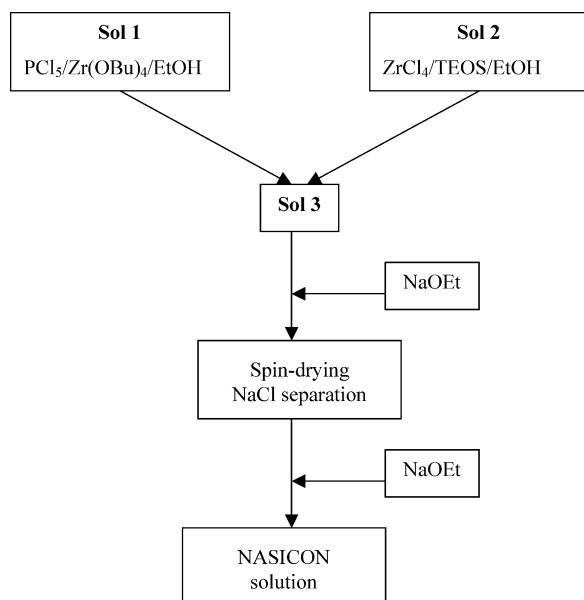 Sol 1
PCl₅/Zr(OBu)₄/EtOH
Sol 2
ZrCl₄/TEOS/EtOH
Sol 3
NaOEt
Spin-drying
NaCl separation
NaOEt
NASICON
solution